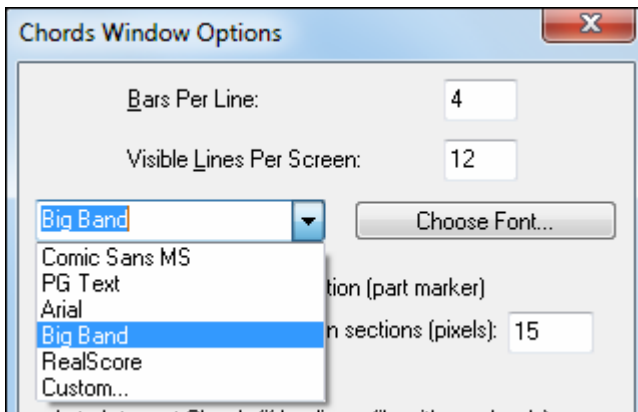 Chords Window Options
Bars Per Line: 4
Visible Lines Per Screen: 12
Big Band Choose Font...
Comic Sans MS
PG Text
tion (part marker)
Arial
Big Band
n sections (pixels): 15
RealScore
Custom...